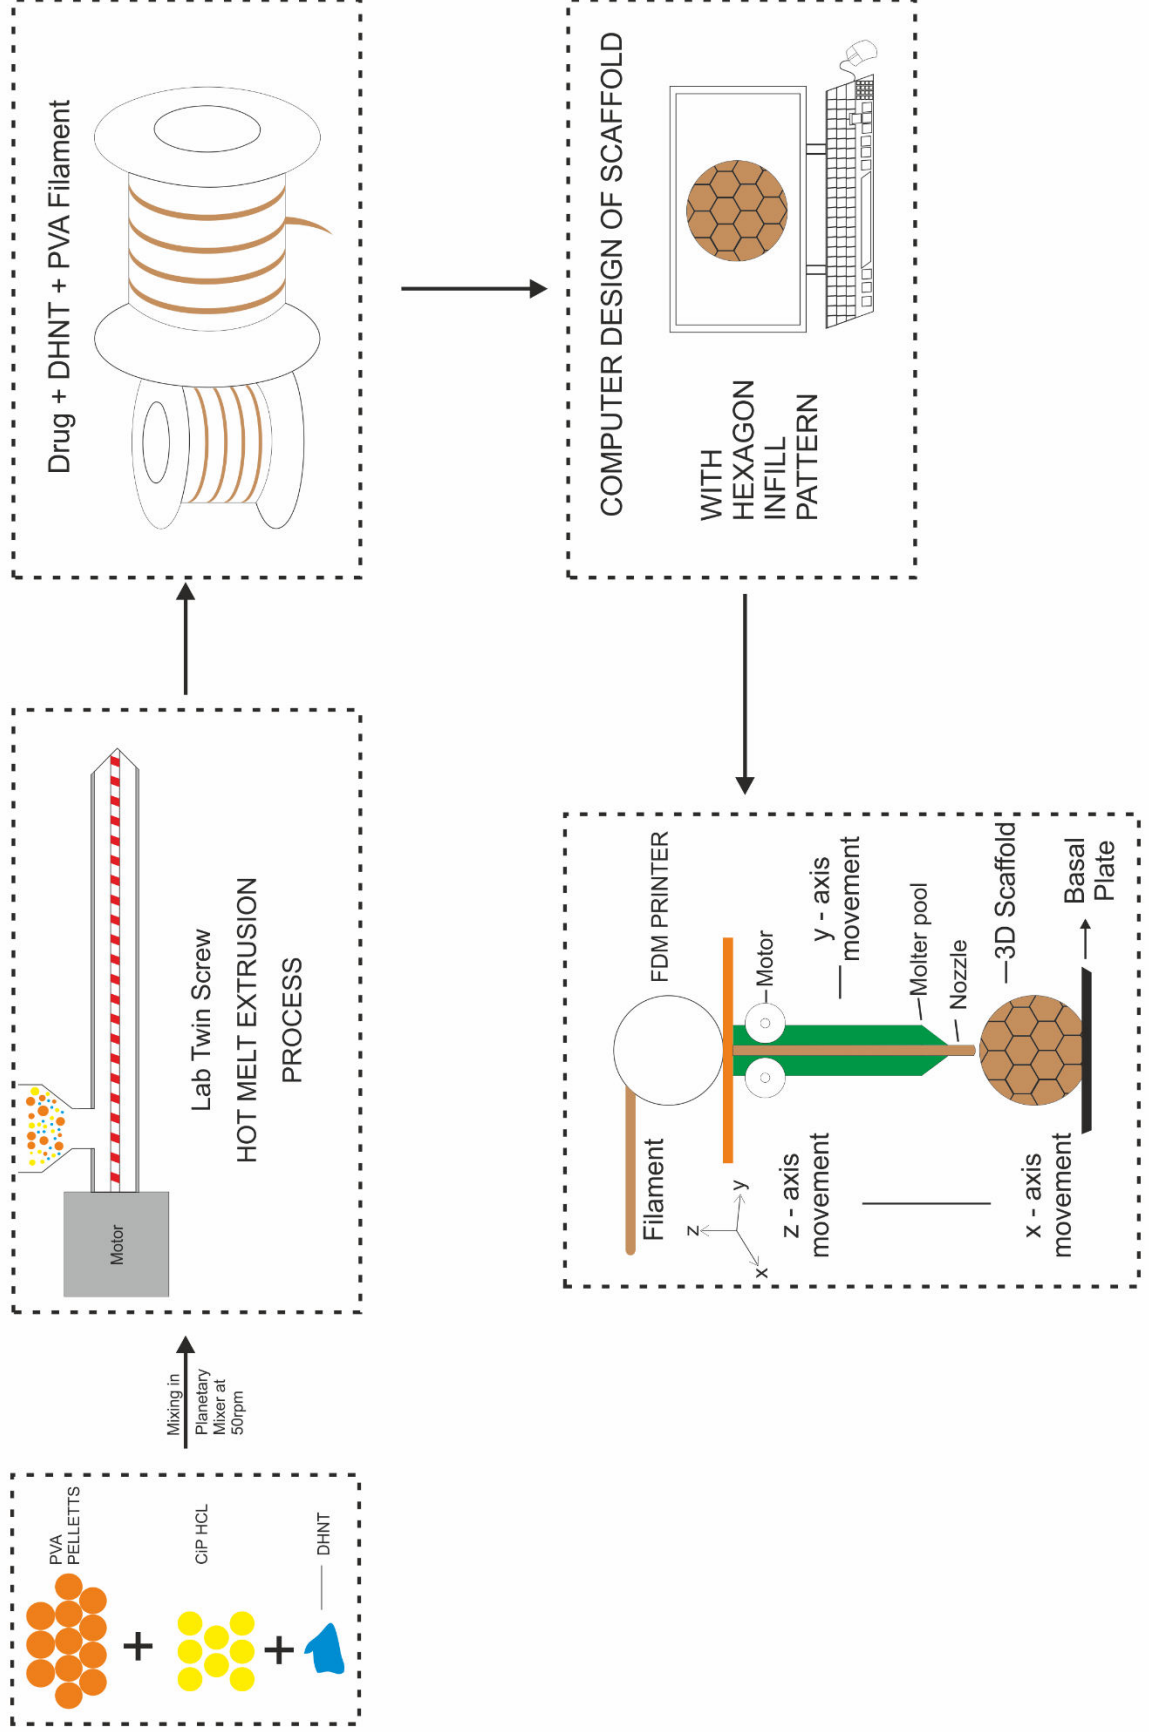 PVA
PELLETTS
CiP HCL
DHNT
Mixing in
Planetary
Mixer at
50rpm
Motor
Lab Twin Screw
HOT MELT EXTRUSION
PROCESS
Drug + DHNT + PVA Filament
COMPUTER DESIGN OF SCAFFOLD
WITH
HEXAGON
INFILL
PATTERN
FDM PRINTER
Filament
Motor
y - axis
movement
z
y
x
z - axis
movement
Molter pool
Nozzle
3D Scaffold
x - axis
movement
Basal
Plate